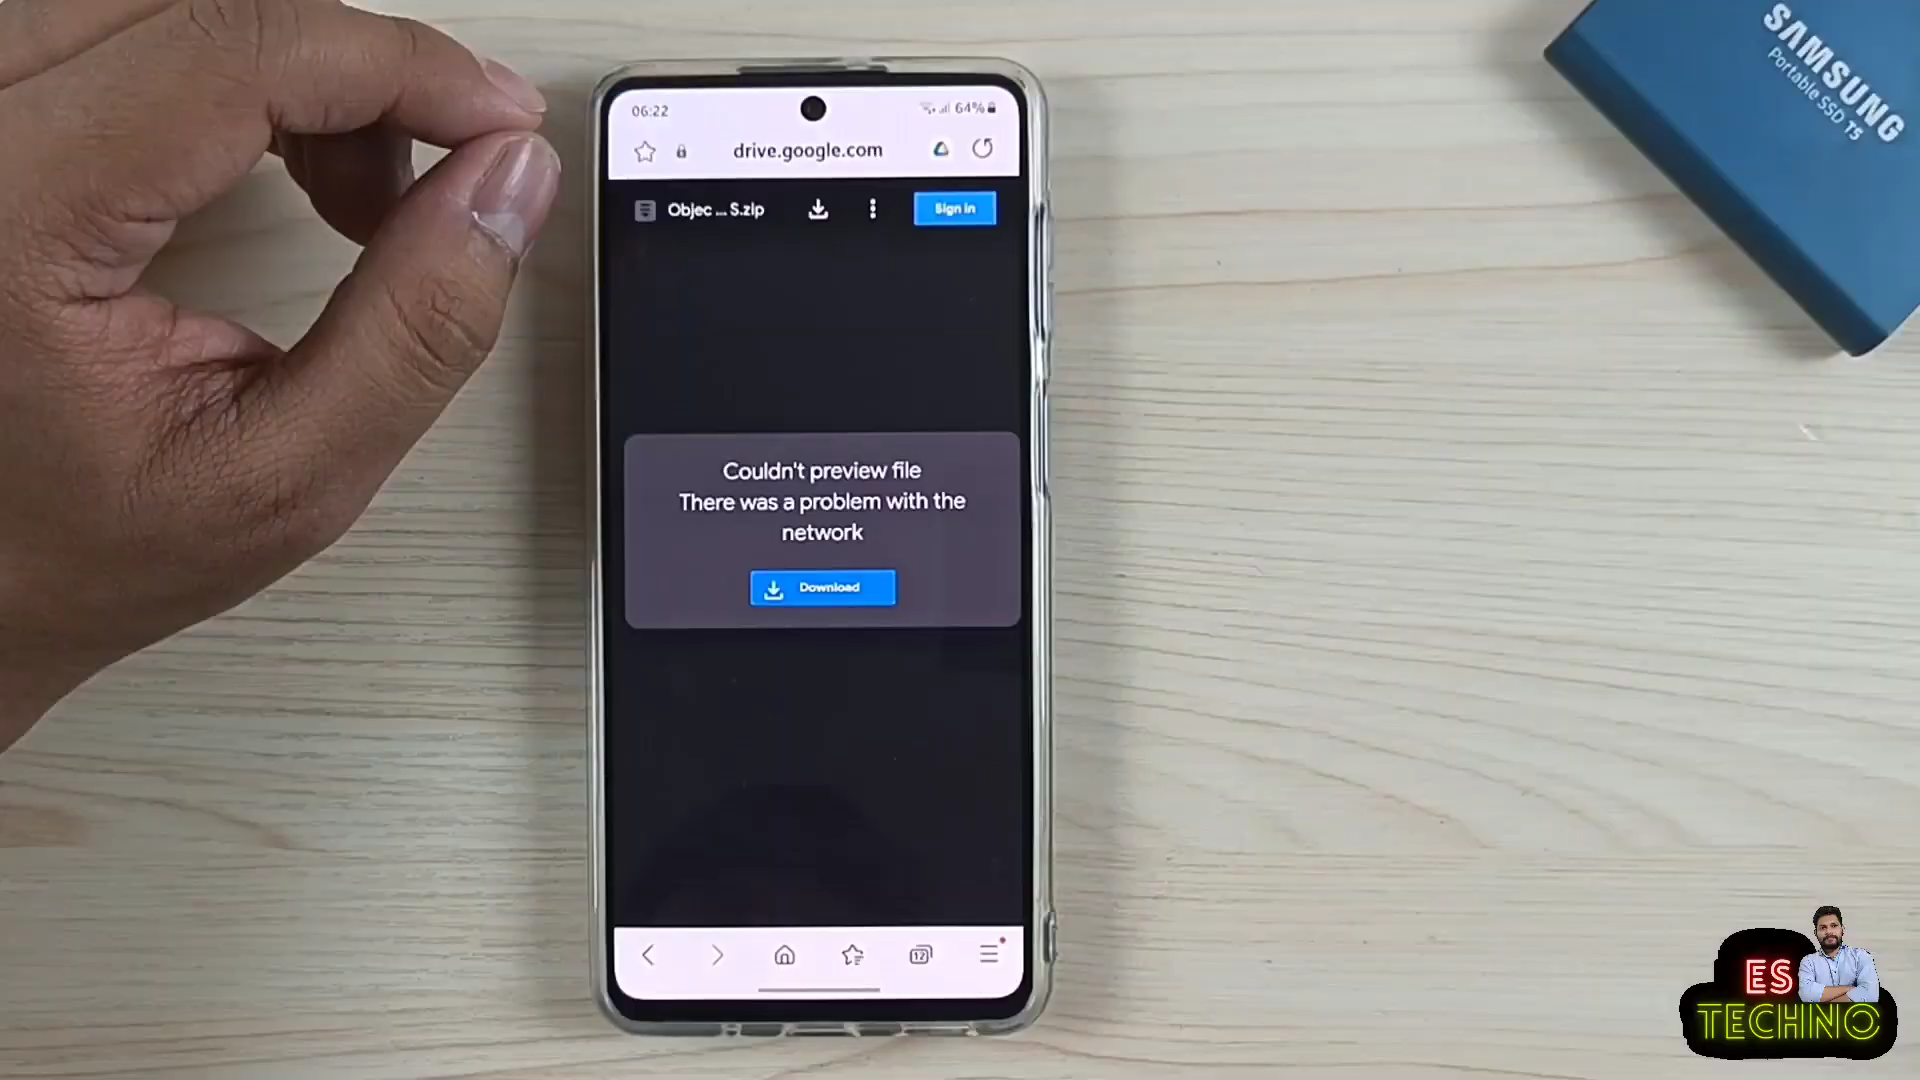 06:22
64%
drive.google.com
Objec ... S.zip
Sign in
Couldn't preview file
There was a problem with the
network
Download
12
SAMSUNG
Portable SSD T5
ES
TECHNO